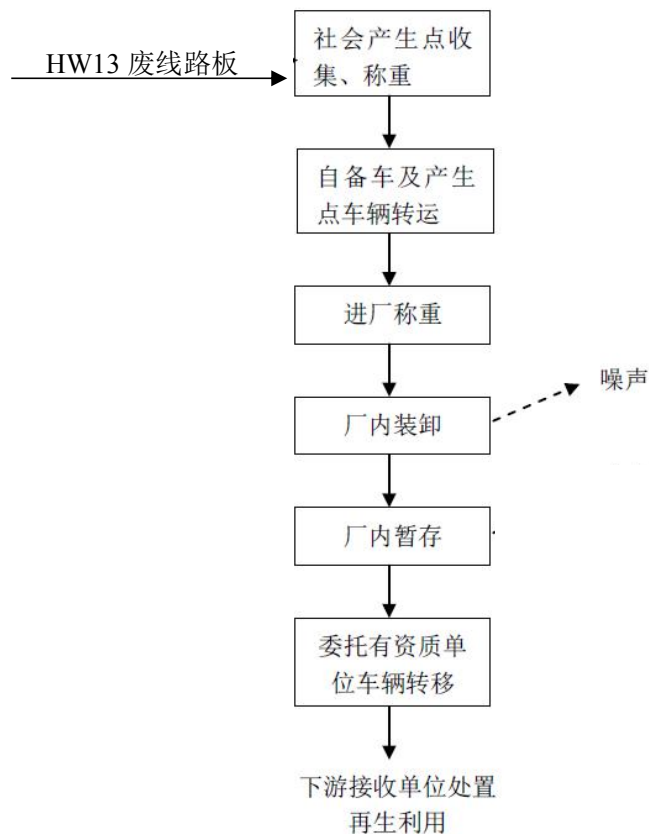 社会产生点收
集、称重
HW13 废线路板
自备车及产生
点车辆转运
进厂称重
噪声
厂内装卸
厂内暂存
委托有资质单
位车辆转移
下游接收单位处置
再生利用